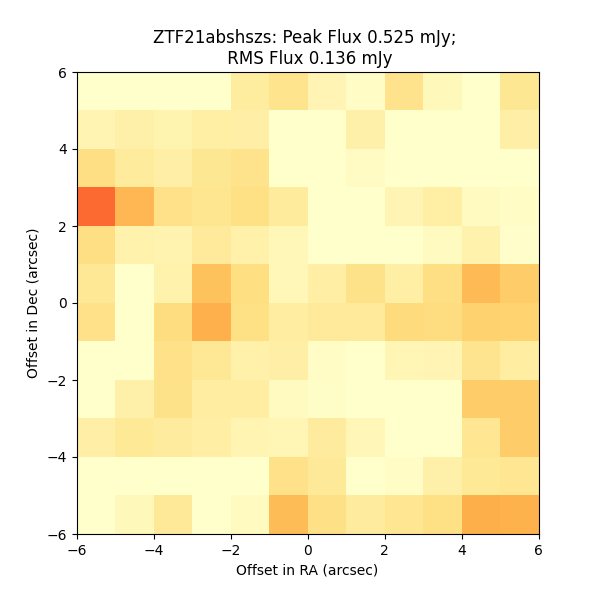 ZTF21abshszs: Peak Flux 0.525 mJy;
RMS Flux 0.136 mJy
6
4
2
0
−2
−4
−6
Offset in Dec (arcsec)
−6 −4 −2 0 2 4 6
Offset in RA (arcsec)